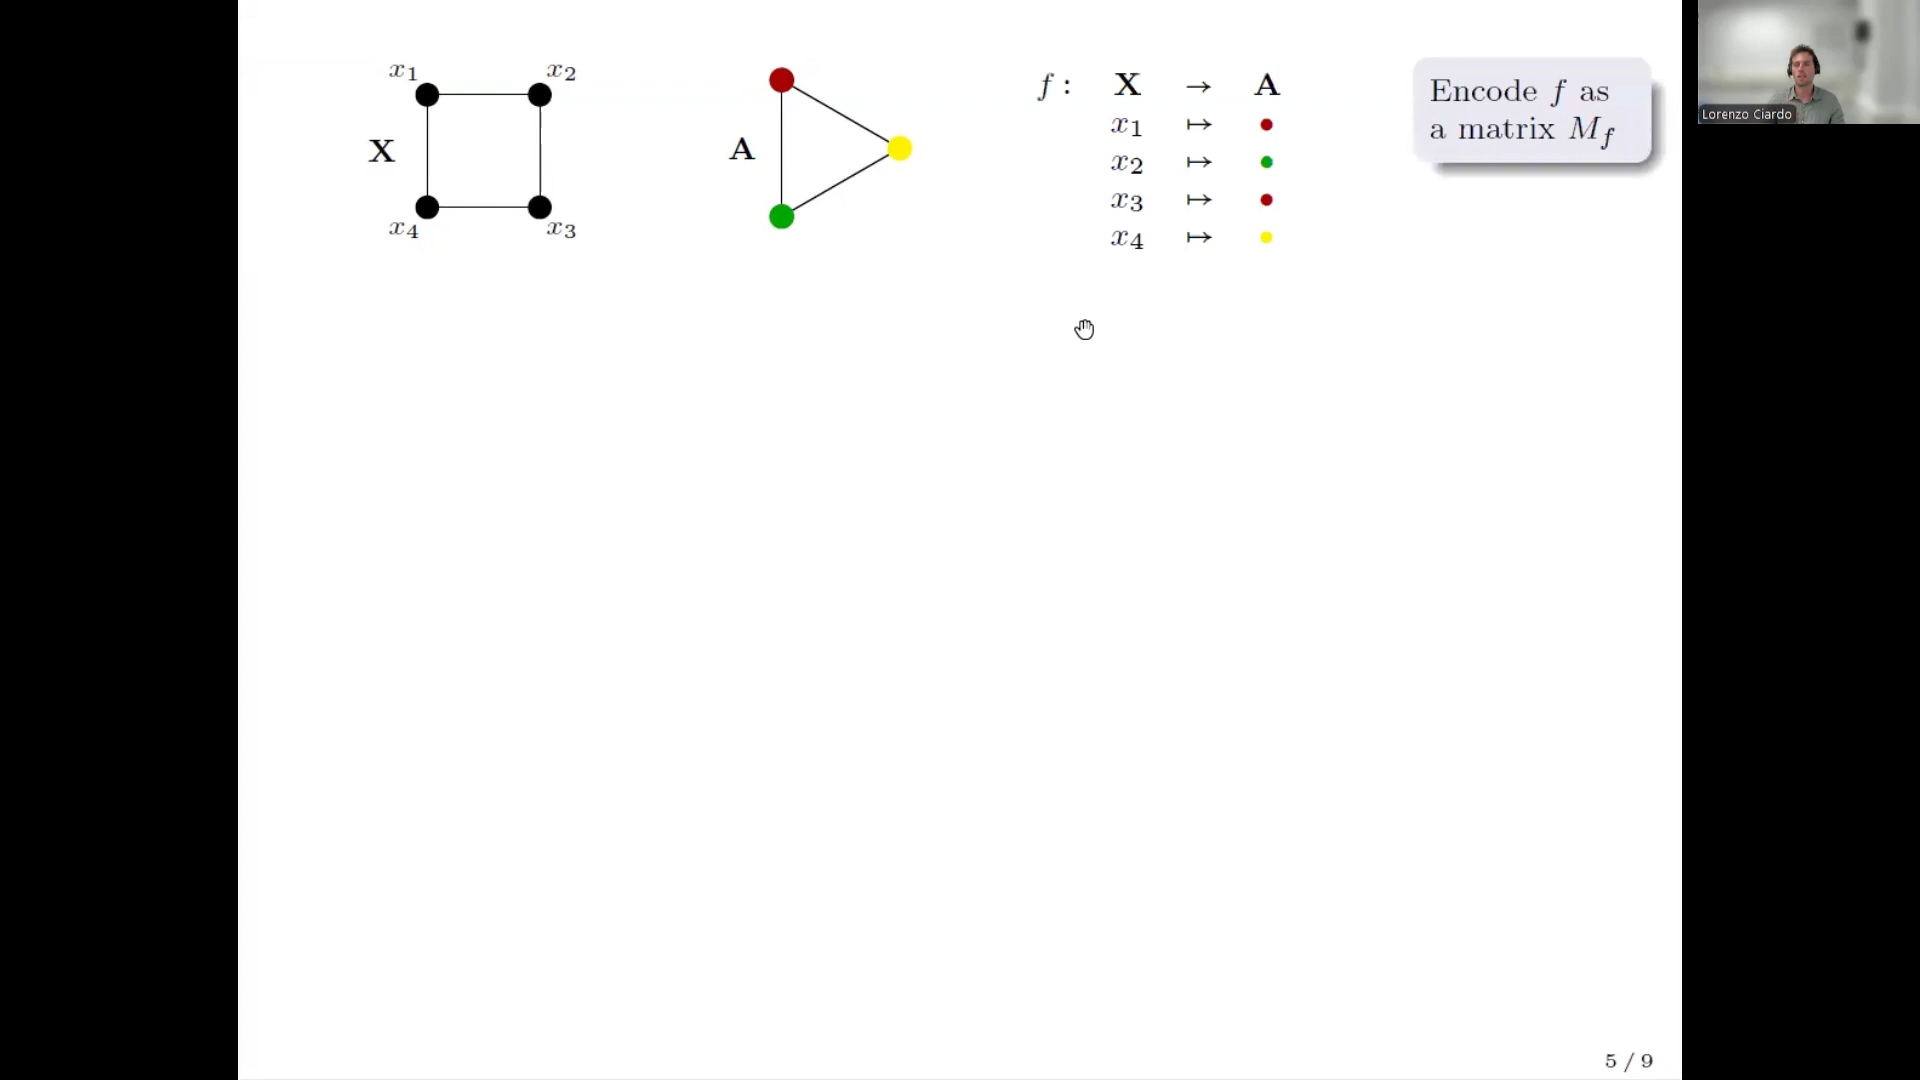 x1 x2
X
x4 x3
A
f : X → A
x1 ↦
x2 ↦
x3 ↦
x4 ↦
Encode f as
a matrix Mf
Lorenzo Ciardo
5 / 9